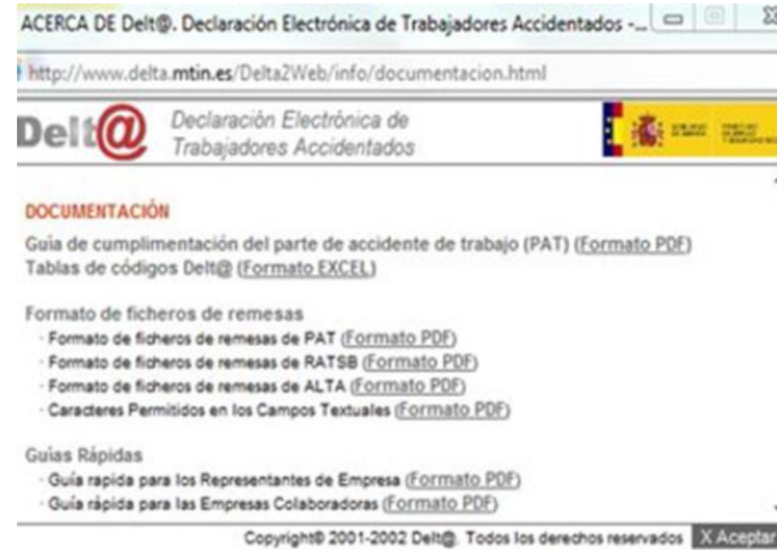 ACERCA DE Delt@. Declaración Electrónica de Trabajadores Accidentados -...
http://www.delta.mtin.es/Delta2Web/info/documentacion.html
Delt@ Declaración Electrónica de
Trabajadores Accidentados
DOCUMENTACIÓN
Guía de cumplimentación del parte de accidente de trabajo (PAT) (Formato PDF)
Tablas de códigos Delt@ (Formato EXCEL)
Formato de ficheros de remesas
· Formato de ficheros de remesas de PAT (Formato PDF)
· Formato de ficheros de remesas de RATSB (Formato PDF)
· Formato de ficheros de remesas de ALTA (Formato PDF)
· Caracteres Permitidos en los Campos Textuales (Formato PDF)
Guías Rápidas
· Guía rapida para los Representantes de Empresa (Formato PDF)
· Guía rápida para las Empresas Colaboradoras (Formato PDF)
Copyright© 2001-2002 Delt@. Todos los derechos reservados X Aceptar